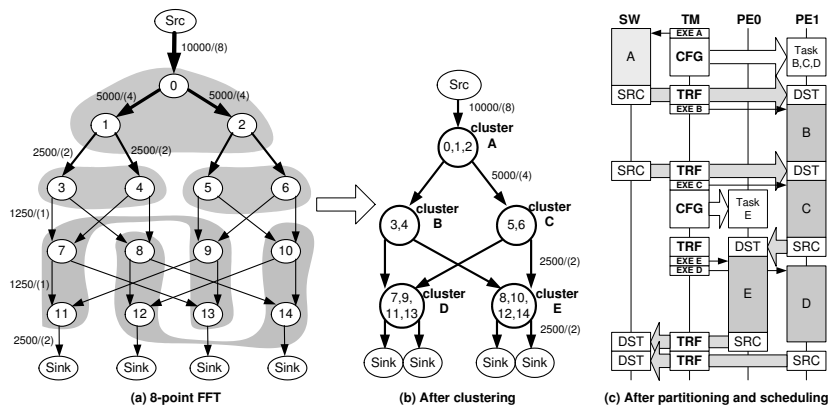 Src
10000/(8)
0
5000/(4)
5000/(4)
1
2
2500/(2)
2500/(2)
3
4
5
6
1250/(1)
7
8
9
10
1250/(1)
11
12
13
14
2500/(2)
Sink
Sink
Sink
Sink
(a) 8-point FFT
Src
10000/(8)
cluster
A
0,1,2
5000/(4)
cluster
B
3,4
cluster
C
5,6
2500/(2)
7,9,
11,13
cluster
D
8,10,
12,14
cluster
E
2500/(2)
Sink
Sink
Sink
Sink
(b) After clustering
SW
TM
PE0
PE1
EXE A
A
CFG
Task
B,C,D
SRC
TRF
DST
EXE B
B
SRC
TRF
DST
EXE C
CFG
Task
E
C
TRF
DST
SRC
EXE E
EXE D
E
D
DST
TRF
SRC
DST
TRF
SRC
(c) After partitioning and scheduling